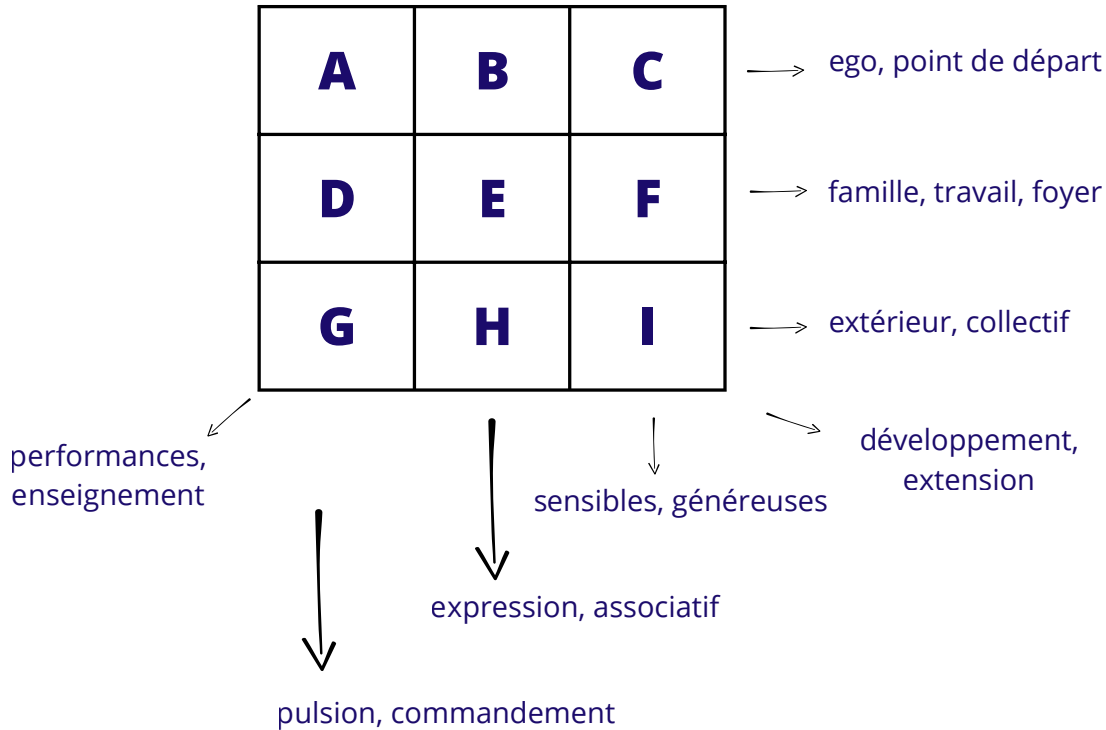 A B C
ego, point de départ
D E F
famille, travail, foyer
G H I
extérieur, collectif
performances,
enseignement
développement,
extension
sensibles, généreuses
expression, associatif
pulsion, commandement